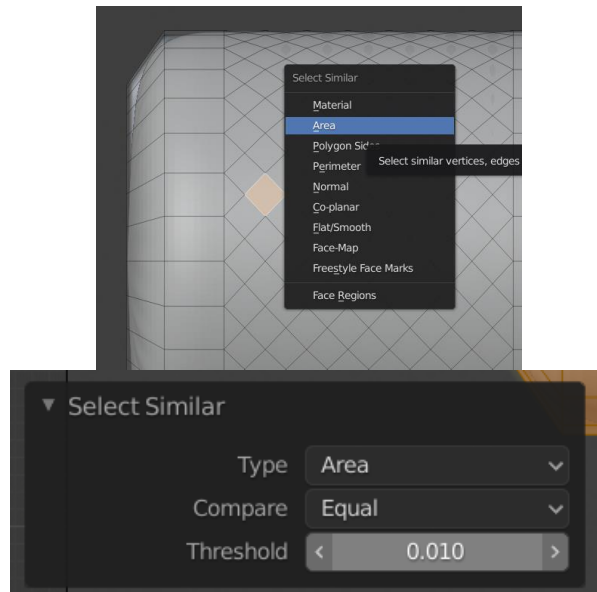 Select Similar
Material
Area
Polygon Sides
Perimeter
Select similar vertices, edges
Normal
Co-planar
Flat/Smooth
Face-Map
Freestyle Face Marks
Face Regions
Select Similar
Type Area
Compare Equal
Threshold 0.010